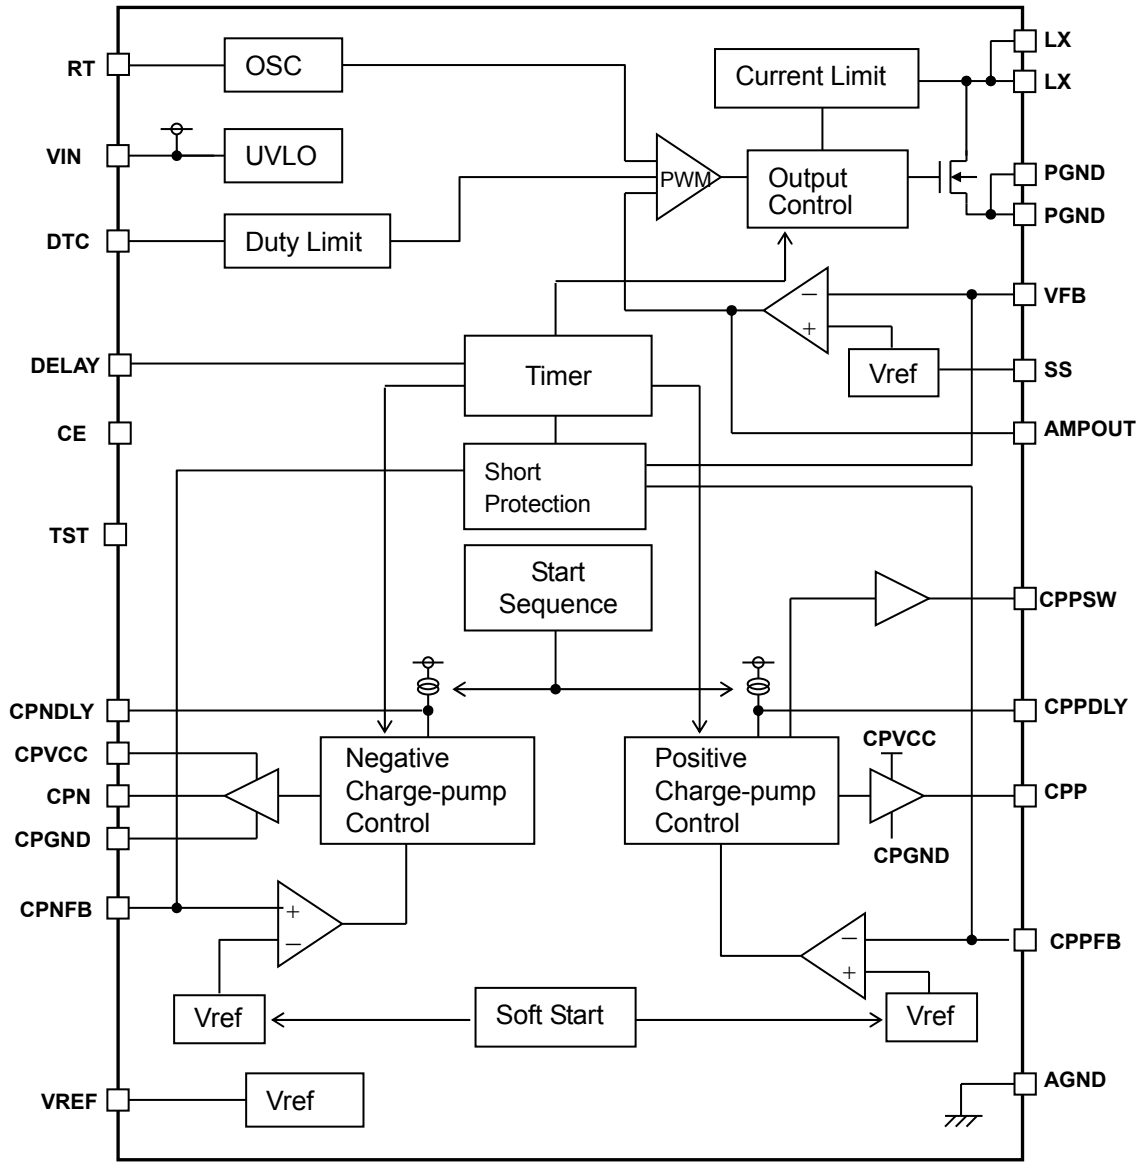 RT
OSC
Current Limit
LX
LX
VIN
UVLO
PWM
Output
Control
PGND
PGND
DTC
Duty Limit
VFB
−
+
DELAY
Timer
Vref
SS
CE
AMPOUT
Short
Protection
TST
Start
Sequence
CPPSW
CPNDLY
CPPDLY
CPVCC
Negative
Charge-pump
Control
Positive
Charge-pump
Control
CPVCC
CPN
CPP
CPGND
CPGND
CPNFB
+
−
−
+
CPPFB
Vref
Soft Start
Vref
VREF
Vref
AGND